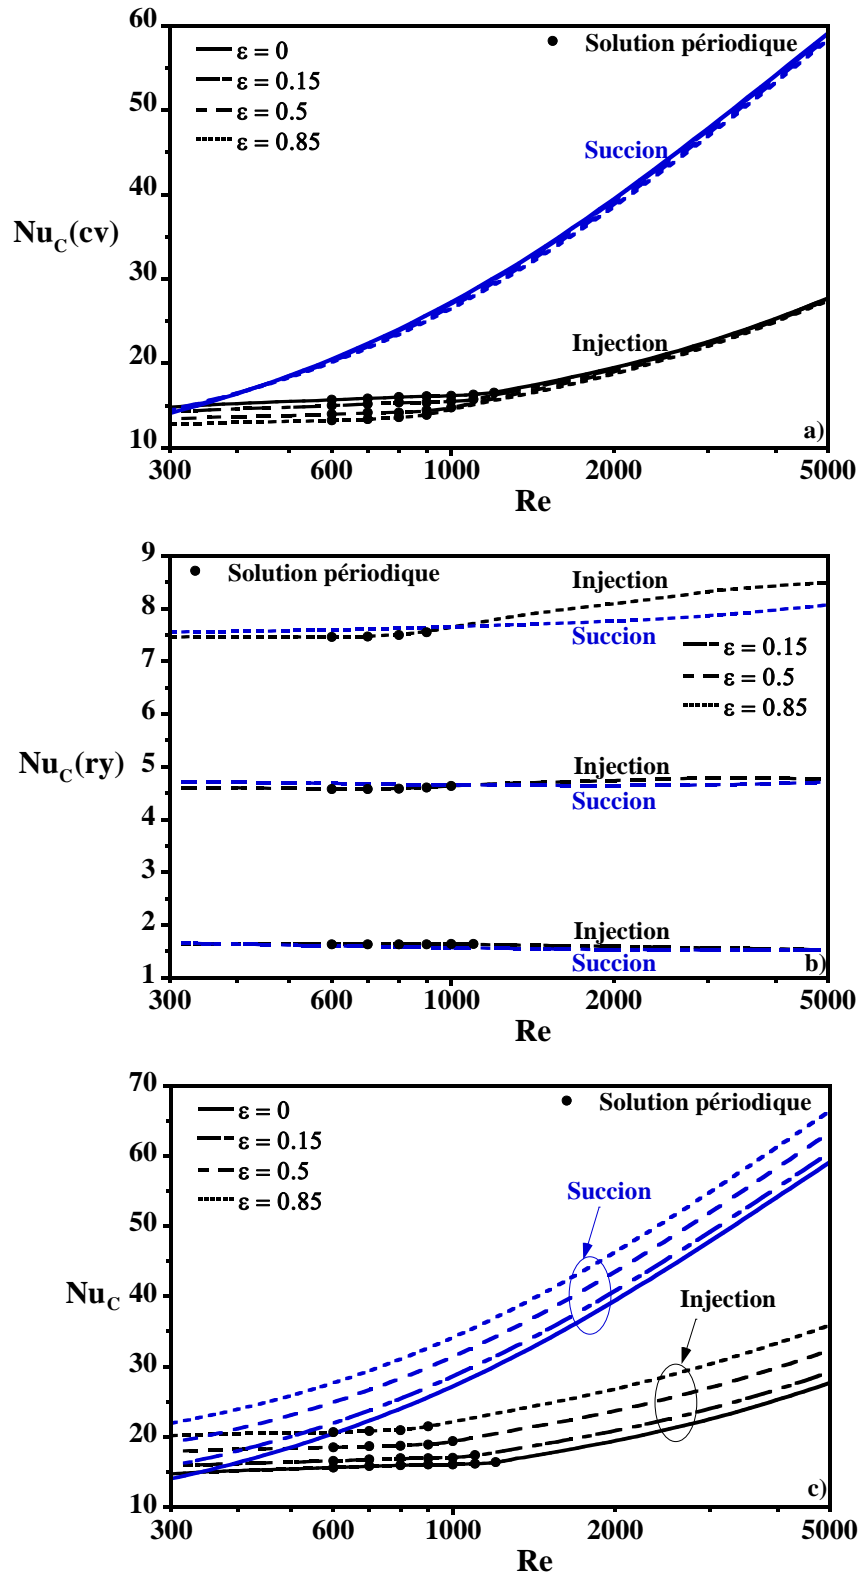 60
Solution périodique
ε = 0
ε = 0.15
ε = 0.5
ε = 0.85
50
Succion
40
Nu_C(cv)
30
Injection
20
10
a)
300 600 1000 2000 5000
Re
9
Solution périodique
Injection
8
Succion
ε = 0.15
ε = 0.5
ε = 0.85
7
6
Nu_C(ry)
5
Injection
Succion
4
3
2
Injection
Succion
1
b)
300 600 1000 2000 5000
Re
70
ε = 0
Solution périodique
ε = 0.15
ε = 0.5
ε = 0.85
60
Succion
50
Nu_C
40
Injection
30
20
10
c)
300 600 1000 2000 5000
Re